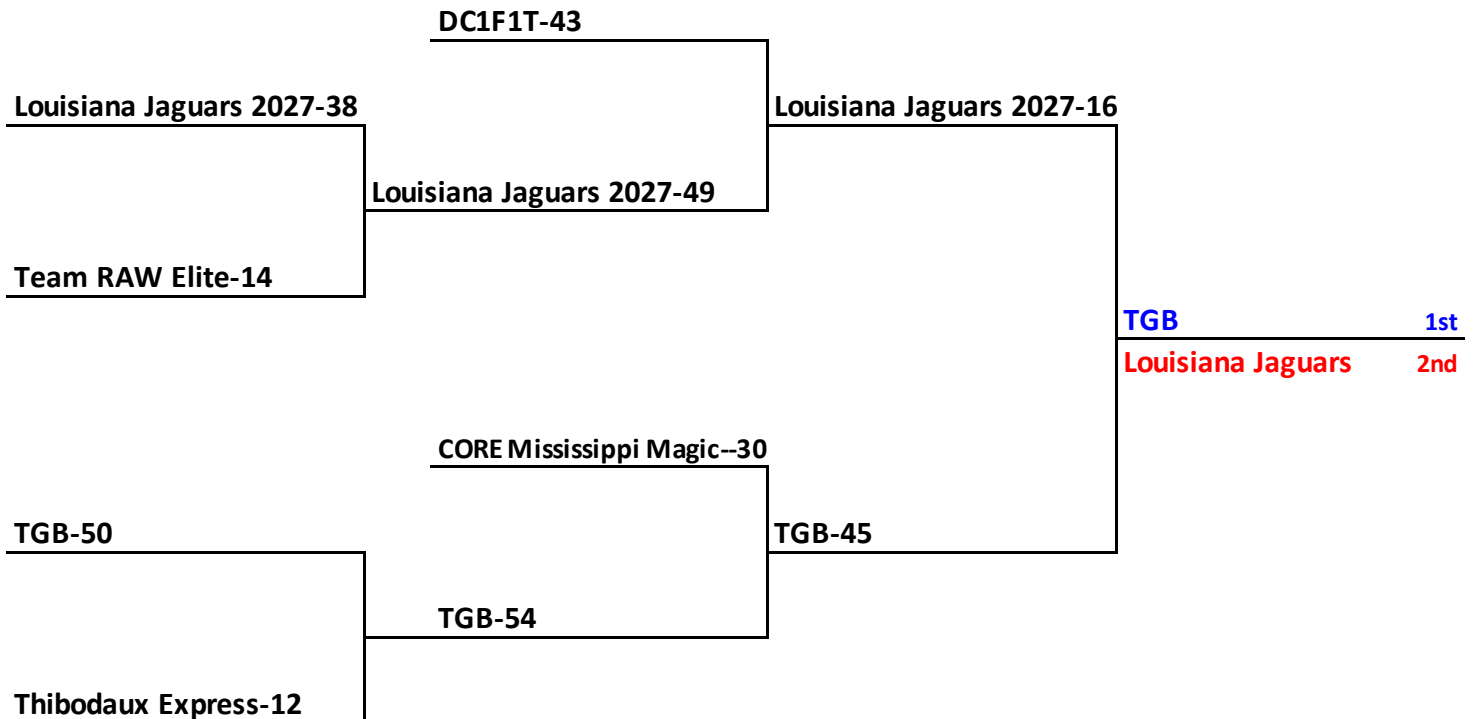 DC1F1T-43
Louisiana Jaguars 2027-38
Louisiana Jaguars 2027-16
Louisiana Jaguars 2027-49
Team RAW Elite-14
TGB 1st
Louisiana Jaguars 2nd
CORE Mississippi Magic--30
TGB-50
TGB-45
TGB-54
Thibodaux Express-12